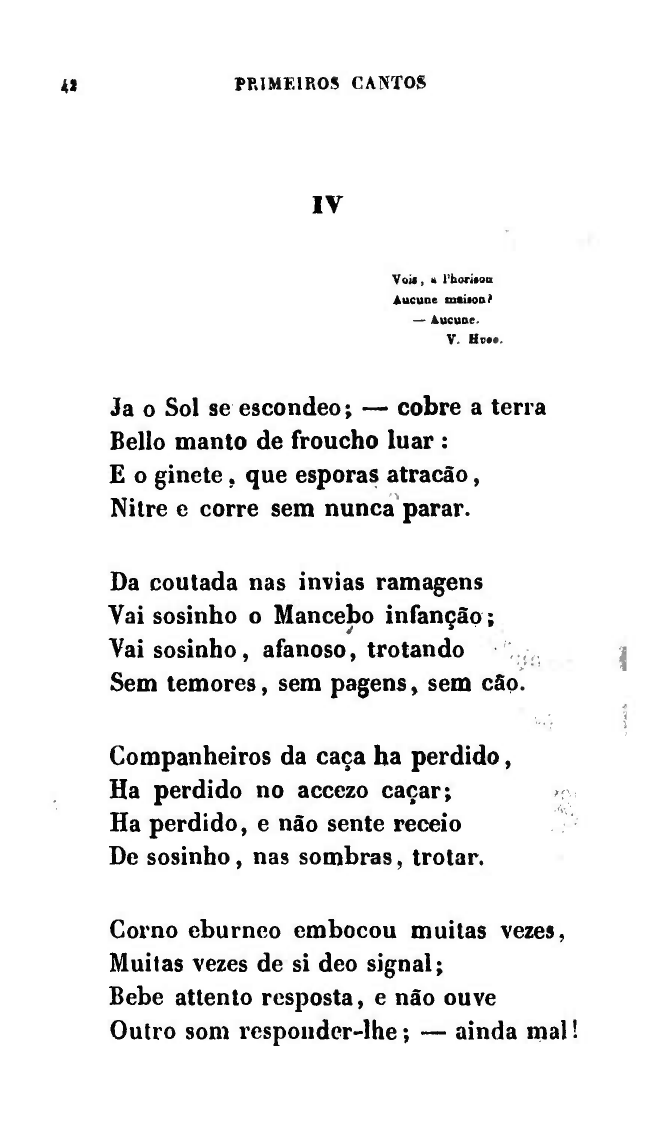 42 PRIMEIROS CANTOS
IV
Vois, a l'horison
Aucune maison?
— Aucune.
V. Hugo.
Ja o Sol se escondeo; — cobre a terra
Bello manto de froucho luar :
E o ginete, que esporas atracão,
Nitre e corre sem nunca parar.
Da coutada nas invias ramagens
Vai sosinho o Mancebo infanção;
Vai sosinho, afanoso, trotando
Sem temores, sem pagens, sem cão.
Companheiros da caça ha perdido,
Ha perdido no accezo caçar;
Ha perdido, e não sente receio
De sosinho, nas sombras, trotar.
Corno eburneo embocou muitas vezes,
Muitas vezes de si deo signal;
Bebe attento resposta, e não ouve
Outro som responder-lhe; — ainda mal!